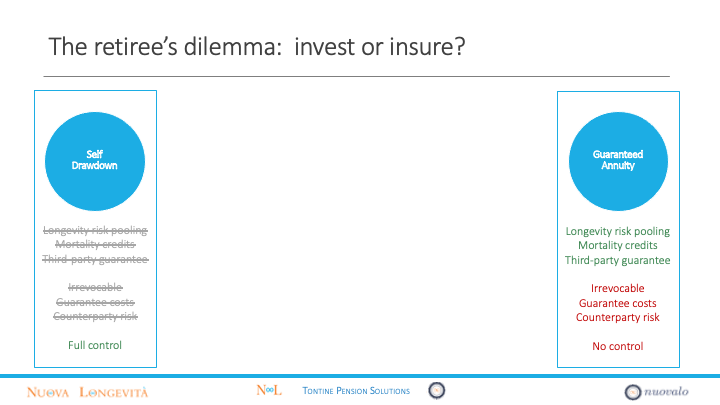 The retiree's dilemma:  invest or insure?
Self
Drawdown
Longevity risk pooling
Mortality credits
Third-party guarantee
Irrevocable
Guarantee costs
Counterparty risk
Full control
Guaranteed
Annuity
Longevity risk pooling
Mortality credits
Third-party guarantee
Irrevocable
Guarantee costs
Counterparty risk
No control
Nuova Longevità
N∞L
Tontine Pension Solutions
nuovalo